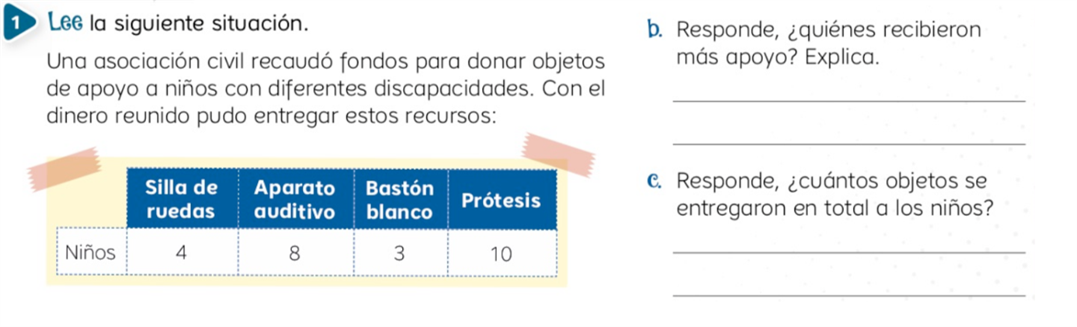 1 Lee la siguiente situación.
Una asociación civil recaudó fondos para donar objetos
de apoyo a niños con diferentes discapacidades. Con el
dinero reunido pudo entregar estos recursos:
Silla de ruedas Aparato auditivo Bastón blanco Prótesis
Niños 4 8 3 10
b. Responde, ¿quiénes recibieron
más apoyo? Explica.
c. Responde, ¿cuántos objetos se
entregaron en total a los niños?